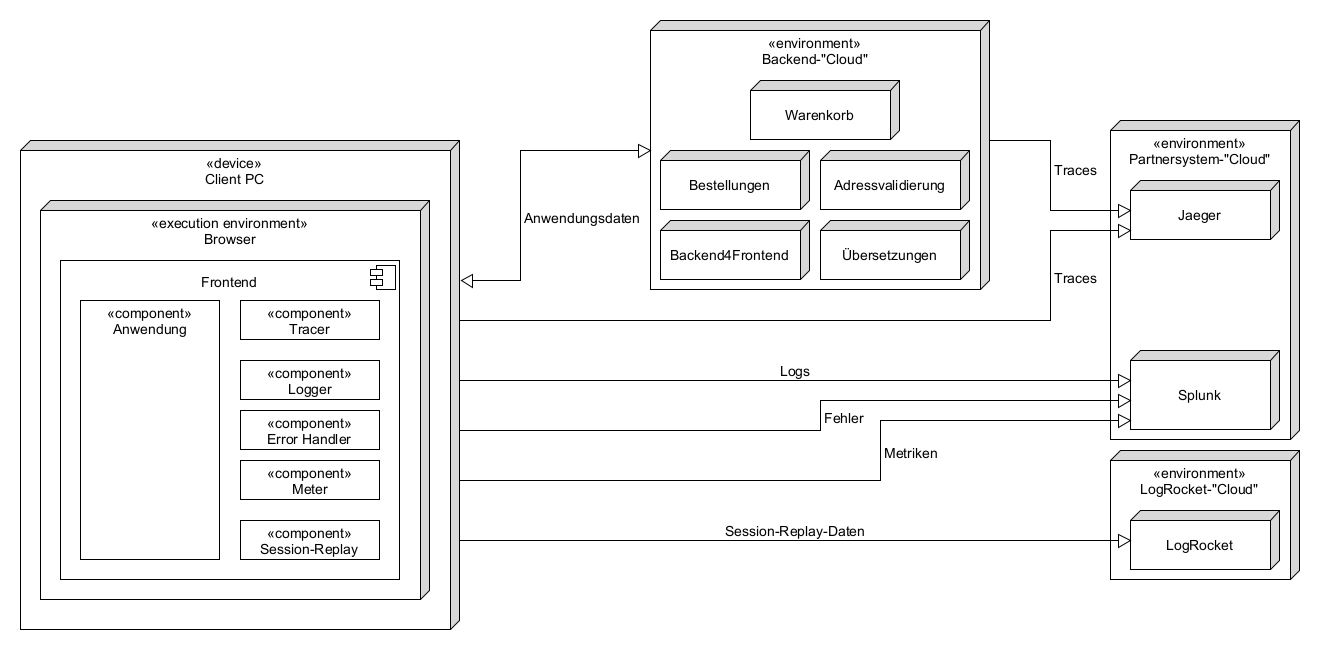 «environment»
Backend-"Cloud"
Warenkorb
Bestellungen
Adressvalidierung
Backend4Frontend
Übersetzungen
«device»
Client PC
«execution environment»
Browser
Frontend
«component»
Anwendung
«component»
Tracer
«component»
Logger
«component»
Error Handler
«component»
Meter
«component»
Session-Replay
Anwendungsdaten
Traces
Traces
Logs
Fehler
Metriken
Session-Replay-Daten
«environment»
Partnersystem-"Cloud"
Jaeger
Splunk
«environment»
LogRocket-"Cloud"
LogRocket